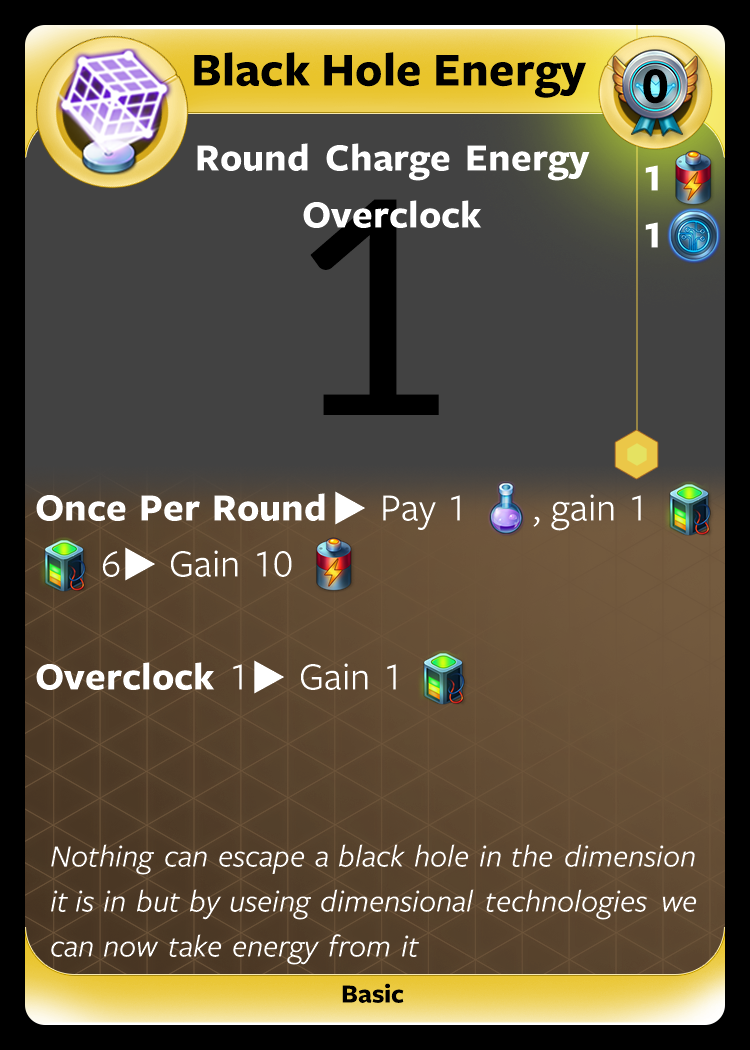 Black Hole Energy
0
Round Charge Energy
1
Overclock
1
1
Once Per Round▶ Pay 1 , gain 1
6▶ Gain 10
Overclock 1▶ Gain 1
Nothing can escape a black hole in the dimension
it is in but by useing dimensional technologies we
can now take energy from it
Basic